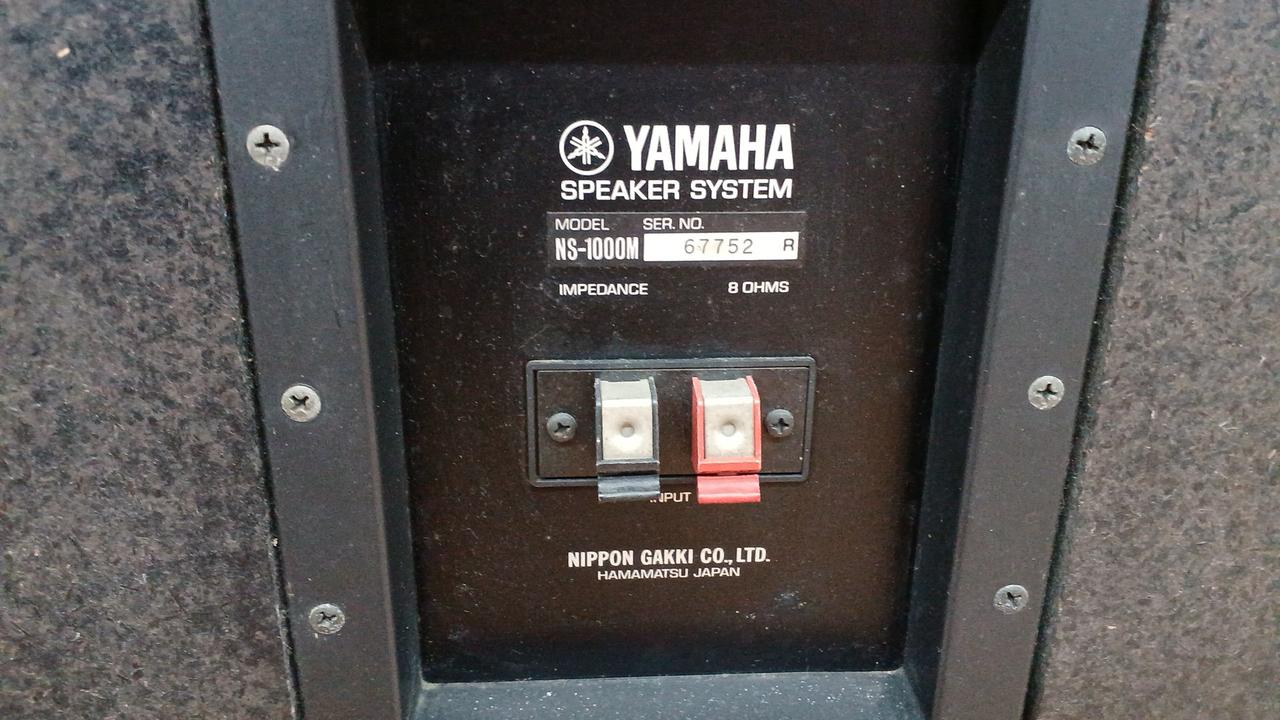 YAMAHA
SPEAKER SYSTEM
MODEL SER. NO.
NS-1000M 67752 R
IMPEDANCE 8 OHMS
INPUT
NIPPON GAKKI CO., LTD.
HAMAMATSU JAPAN